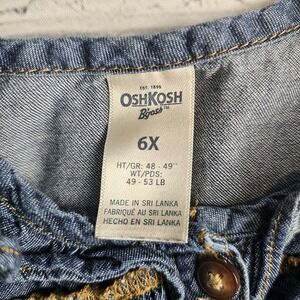 EST. 1895
OSHKOSH
B'gosh™
6X
HT/GR: 48 - 49"
WT/PDS:
49 - 53 LB
MADE IN SRI LANKA
FABRIQUÉ AU SRI LANKA
HECHO EN SRI LANKA